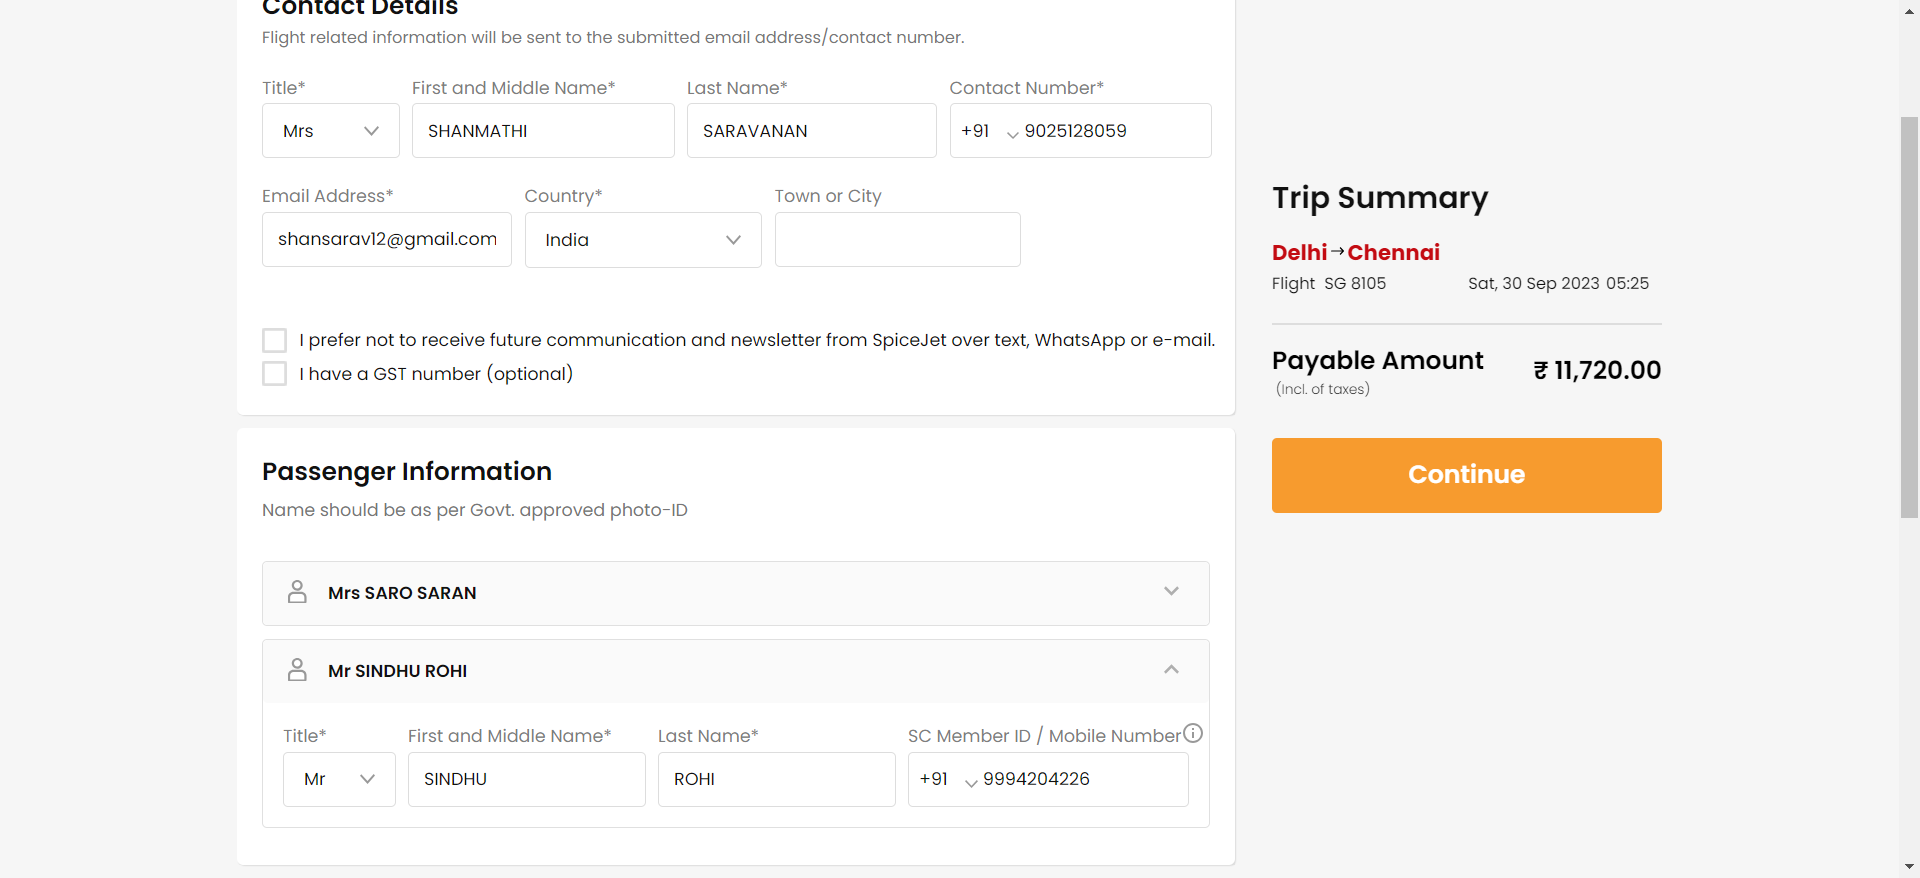 Contact Details
Flight related information will be sent to the submitted email address/contact number.
Title* First and Middle Name* Last Name* Contact Number*
Mrs SHANMATHI SARAVANAN +91 9025128059
Email Address* Country* Town or City
shansarav12@gmail.com India
I prefer not to receive future communication and newsletter from SpiceJet over text, WhatsApp or e-mail.
I have a GST number (optional)
Passenger Information
Name should be as per Govt. approved photo-ID
Mrs SARO SARAN
Mr SINDHU ROHI
Title* First and Middle Name* Last Name* SC Member ID / Mobile Number
Mr SINDHU ROHI +91 9994204226
Trip Summary
Delhi→Chennai
Flight SG 8105 Sat, 30 Sep 2023 05:25
Payable Amount ₹ 11,720.00
(Incl. of taxes)
Continue